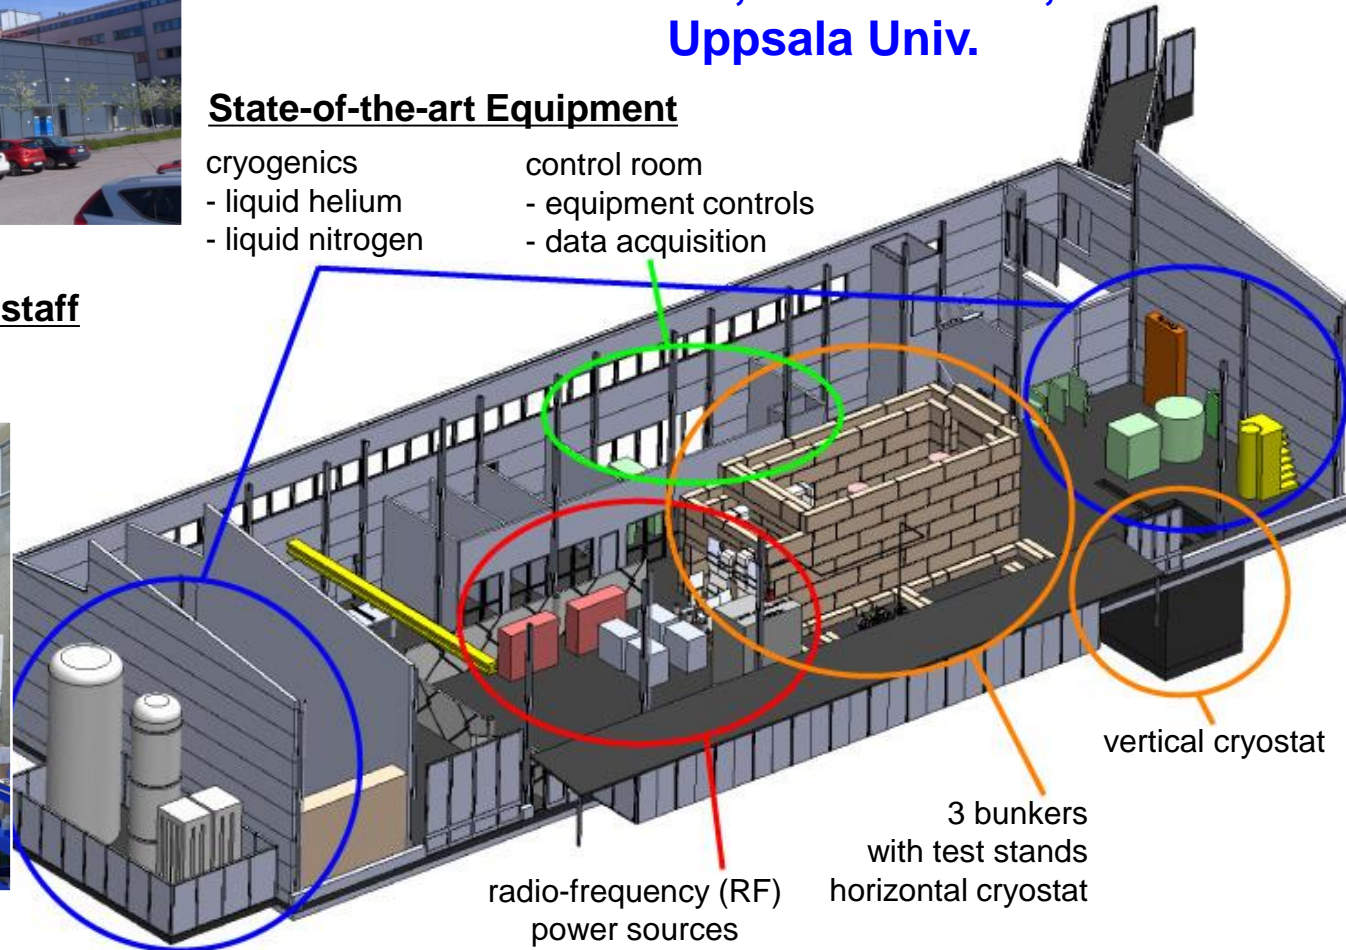 Uppsala Univ.
State-of-the-art Equipment
cryogenics
- liquid helium
- liquid nitrogen
control room
- equipment controls
- data acquisition
staff
vertical cryostat
3 bunkers
with test stands
horizontal cryostat
radio-frequency (RF)
power sources